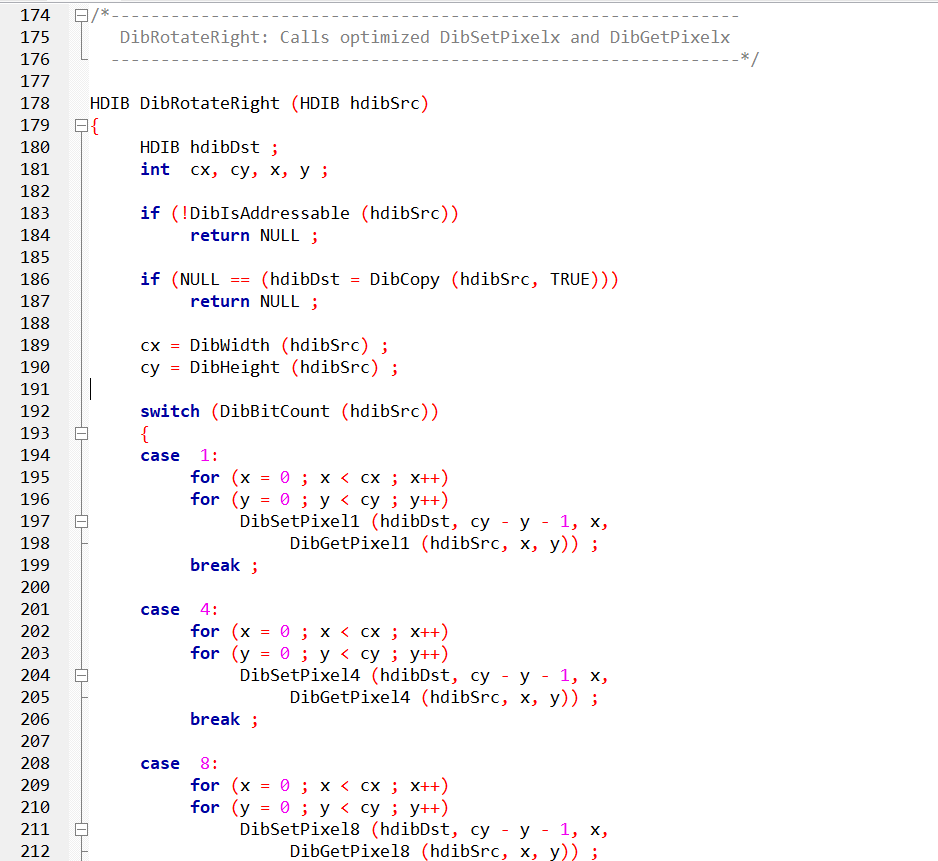 174 /*---------------------------------------------------------------
175 DibRotateRight: Calls optimized DibSetPixelx and DibGetPixelx
176 ---------------------------------------------------------------*/
177
178 HDIB DibRotateRight (HDIB hdibSrc)
179 {
180 HDIB hdibDst ;
181 int  cx, cy, x, y ;
182
183 if (!DibIsAddressable (hdibSrc))
184 return NULL ;
185
186 if (NULL == (hdibDst = DibCopy (hdibSrc, TRUE)))
187 return NULL ;
188
189 cx = DibWidth (hdibSrc) ;
190 cy = DibHeight (hdibSrc) ;
191
192 switch (DibBitCount (hdibSrc))
193 {
194 case  1:
195 for (x = 0 ; x < cx ; x++)
196 for (y = 0 ; y < cy ; y++)
197 DibSetPixel1 (hdibDst, cy - y - 1, x,
198 DibGetPixel1 (hdibSrc, x, y)) ;
199 break ;
200
201 case  4:
202 for (x = 0 ; x < cx ; x++)
203 for (y = 0 ; y < cy ; y++)
204 DibSetPixel4 (hdibDst, cy - y - 1, x,
205 DibGetPixel4 (hdibSrc, x, y)) ;
206 break ;
207
208 case  8:
209 for (x = 0 ; x < cx ; x++)
210 for (y = 0 ; y < cy ; y++)
211 DibSetPixel8 (hdibDst, cy - y - 1, x,
212 DibGetPixel8 (hdibSrc, x, y)) ;